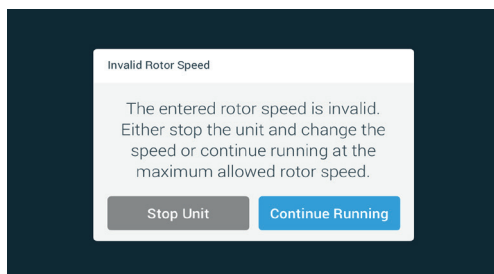 Invalid Rotor Speed
The entered rotor speed is invalid.
Either stop the unit and change the
speed or continue running at the
maximum allowed rotor speed.
Stop Unit
Continue Running